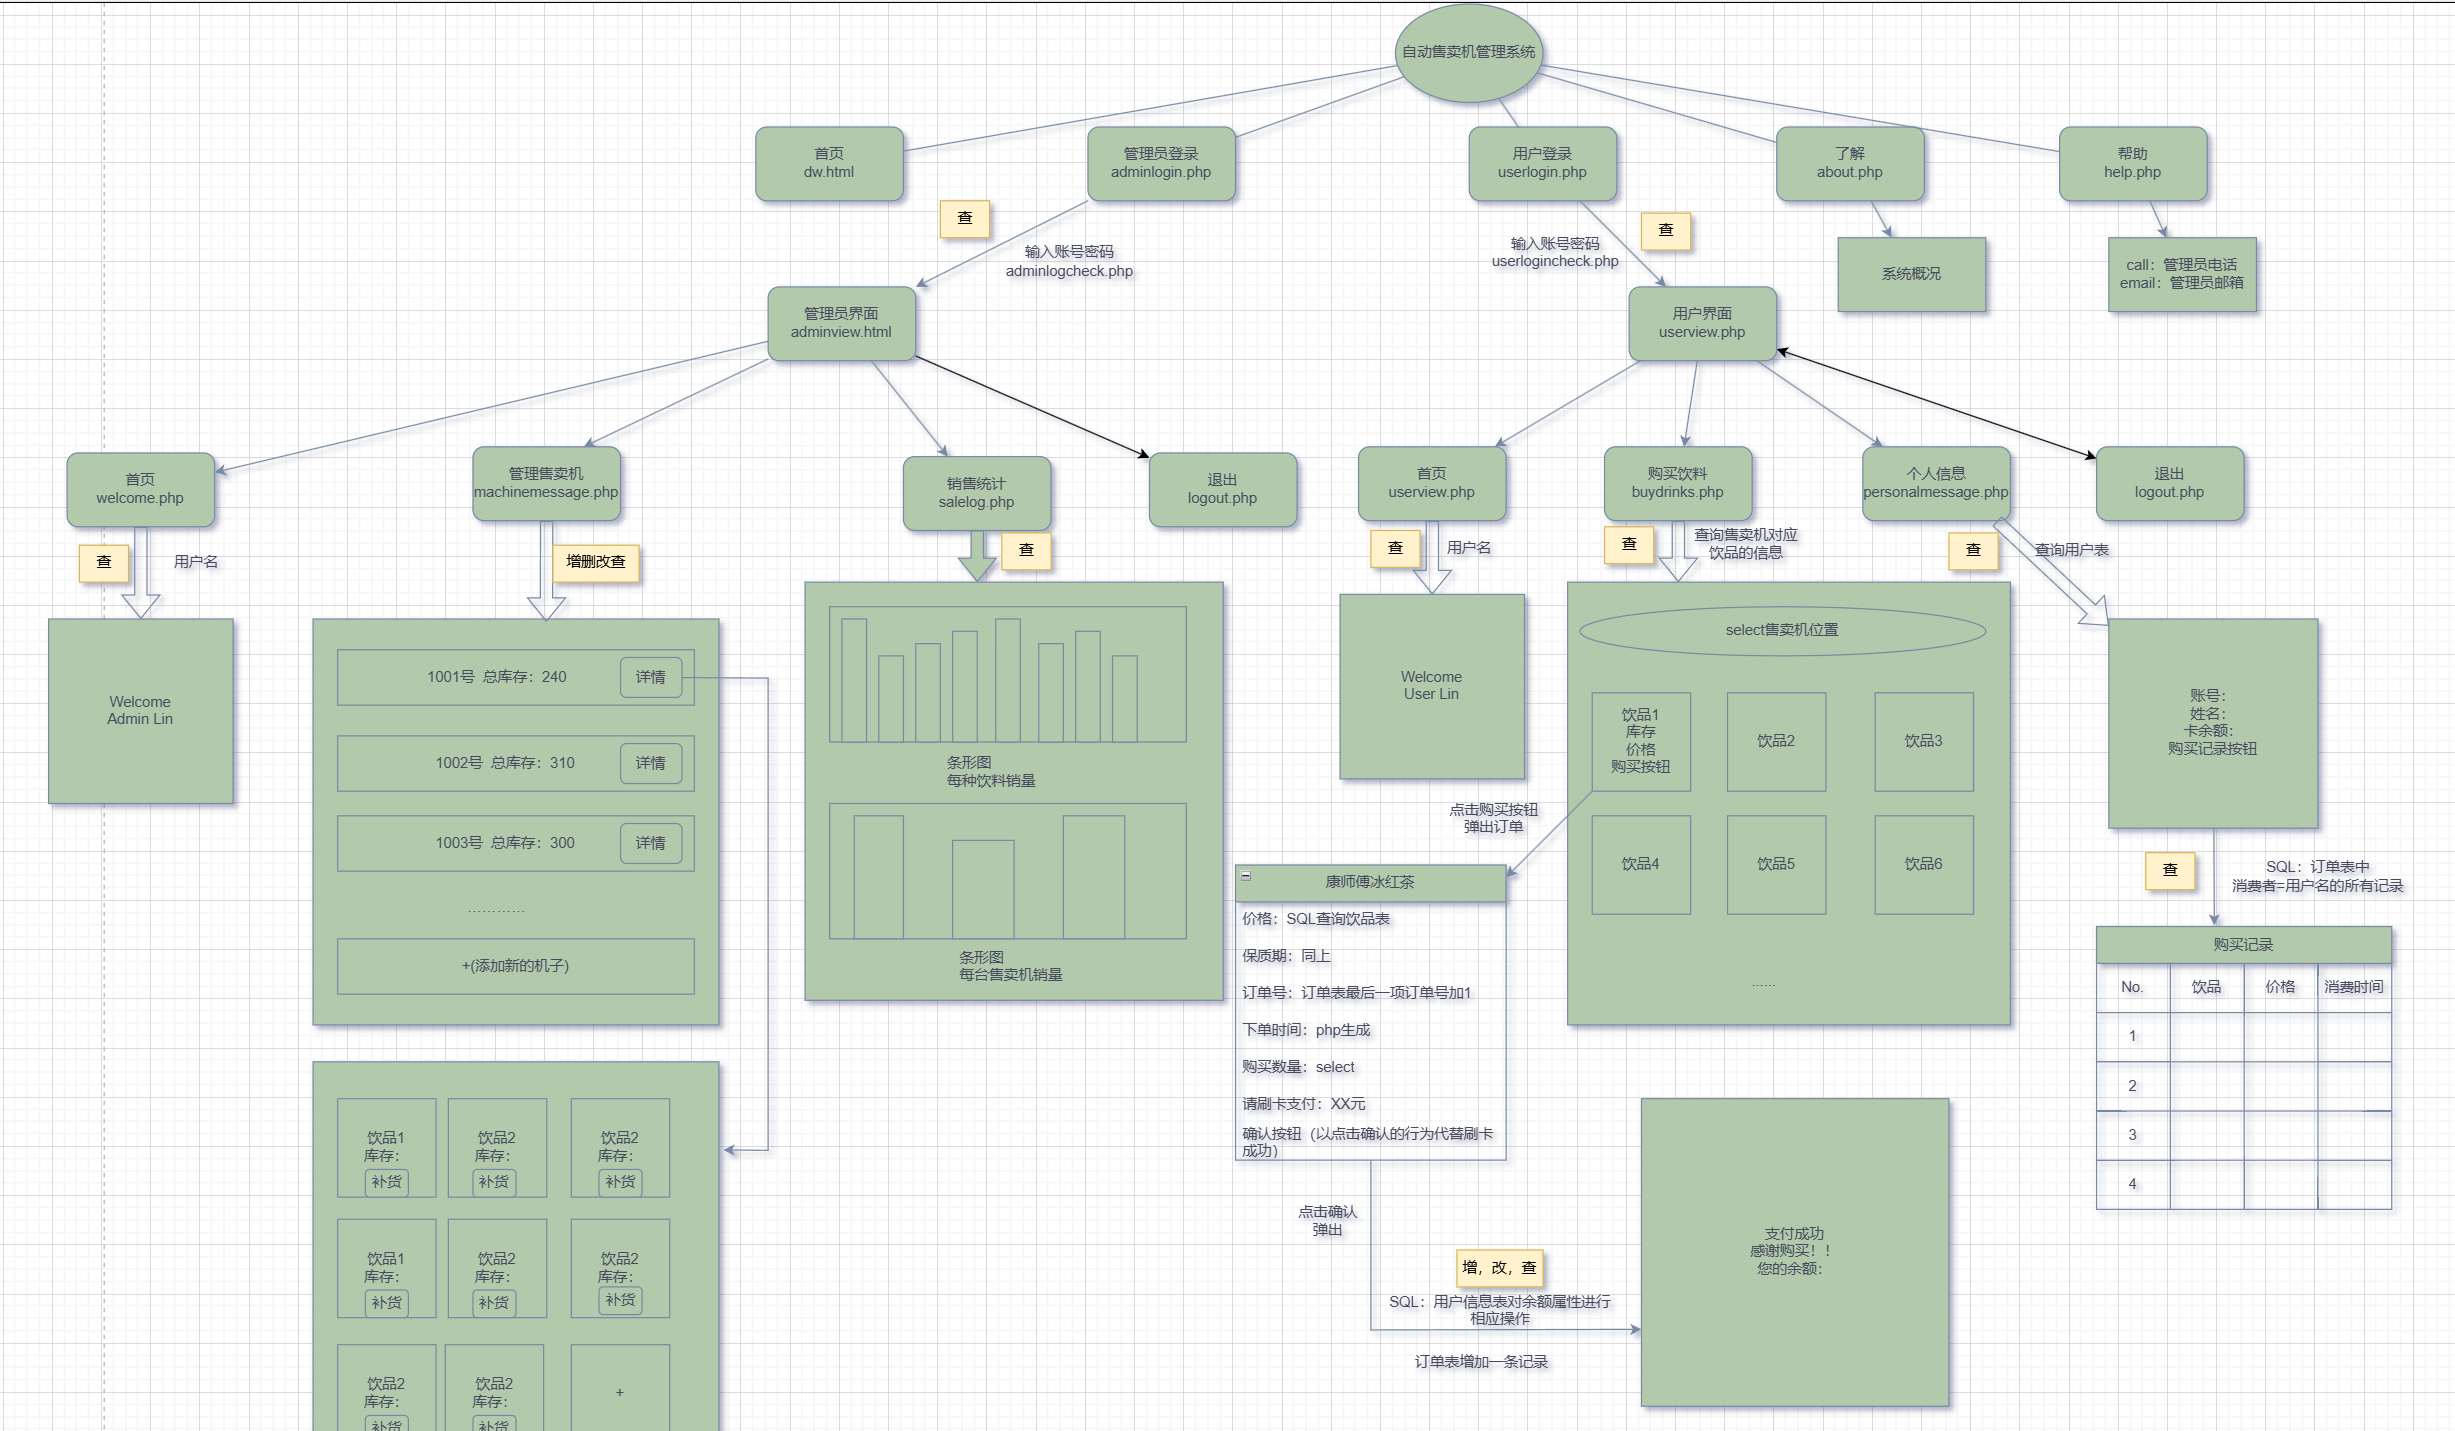 自动售卖机管理系统
首页
dw.html
管理员登录
adminlogin.php
用户登录
userlogin.php
了解
about.php
帮助
help.php
查
输入账号密码
adminlogcheck.php
输入账号密码
userlogincheck.php
查
系统概况
call：管理员电话
email：管理员邮箱
管理员界面
adminview.html
用户界面
userview.php
首页
welcome.php
管理售卖机
machinemessage.php
销售统计
salelog.php
退出
logout.php
首页
userview.php
购买饮料
buydrinks.php
个人信息
personalmessage.php
退出
logout.php
查
用户名
增删改查
查
查
用户名
查
查询售卖机对应
饮品的信息
查
查询用户表
Welcome
Admin Lin
1001号 总库存：240
详情
1002号 总库存：310
详情
1003号 总库存：300
详情
…………
+(添加新的机子)
条形图
每种饮料销量
条形图
每台售卖机销量
Welcome
User Lin
select售卖机位置
饮品1
库存
价格
购买按钮
饮品2
饮品3
饮品4
饮品5
饮品6
……
账号：
姓名：
卡余额：
购买记录按钮
点击购买按钮
弹出订单
查
SQL：订单表中
消费者=用户名的所有记录
康师傅冰红茶
价格：SQL查询饮品表
保质期：同上
订单号：订单表最后一项订单号加1
下单时间：php生成
购买数量：select
请刷卡支付：XX元
确认按钮（以点击确认的行为代替刷卡
成功）
购买记录
No. 饮品 价格 消费时间
1
2
3
4
饮品1
库存：
补货
饮品2
库存：
补货
饮品2
库存：
补货
饮品1
库存：
补货
饮品2
库存：
补货
饮品2
库存：
补货
饮品2
库存：
补货
饮品2
库存：
补货
+
点击确认
弹出
增，改，查
SQL：用户信息表对余额属性进行
相应操作
订单表增加一条记录
支付成功
感谢购买！！
您的余额：